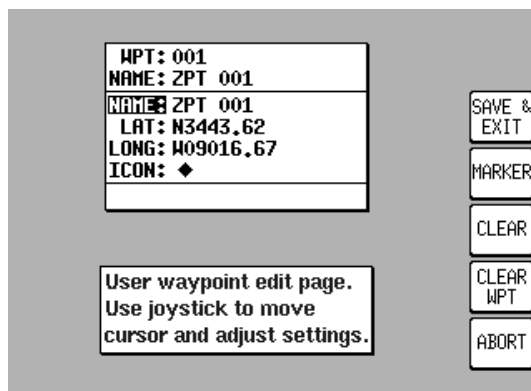 WPT: 001
NAME: ZPT 001
NAME: ZPT 001
LAT: N3443.62
LONG: W09016.67
ICON: ◆
User waypoint edit page.
Use joystick to move
cursor and adjust settings.
SAVE &
EXIT
MARKER
CLEAR
CLEAR
WPT
ABORT